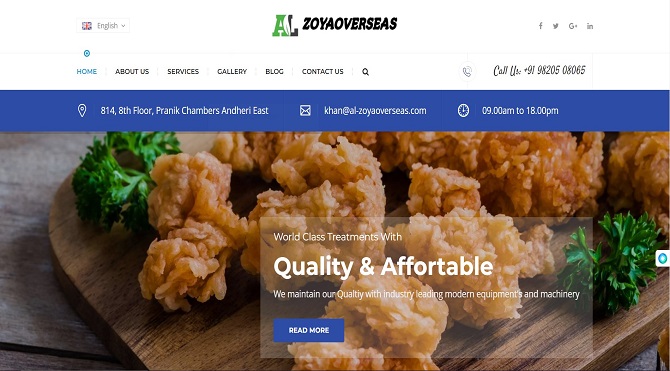 English
AL ZOYAOVERSEAS
G+
HOME ABOUT US SERVICES GALLERY BLOG CONTACT US Call Us: +91 98205 08065
814, 8th Floor, Pranik Chambers Andheri East khan@al-zoyaoverseas.com 09.00am to 18.00pm
World Class Treatments With
Quality & Affortable
We maintain our Qualtiy with industry leading modern equipment's and machinery
READ MORE